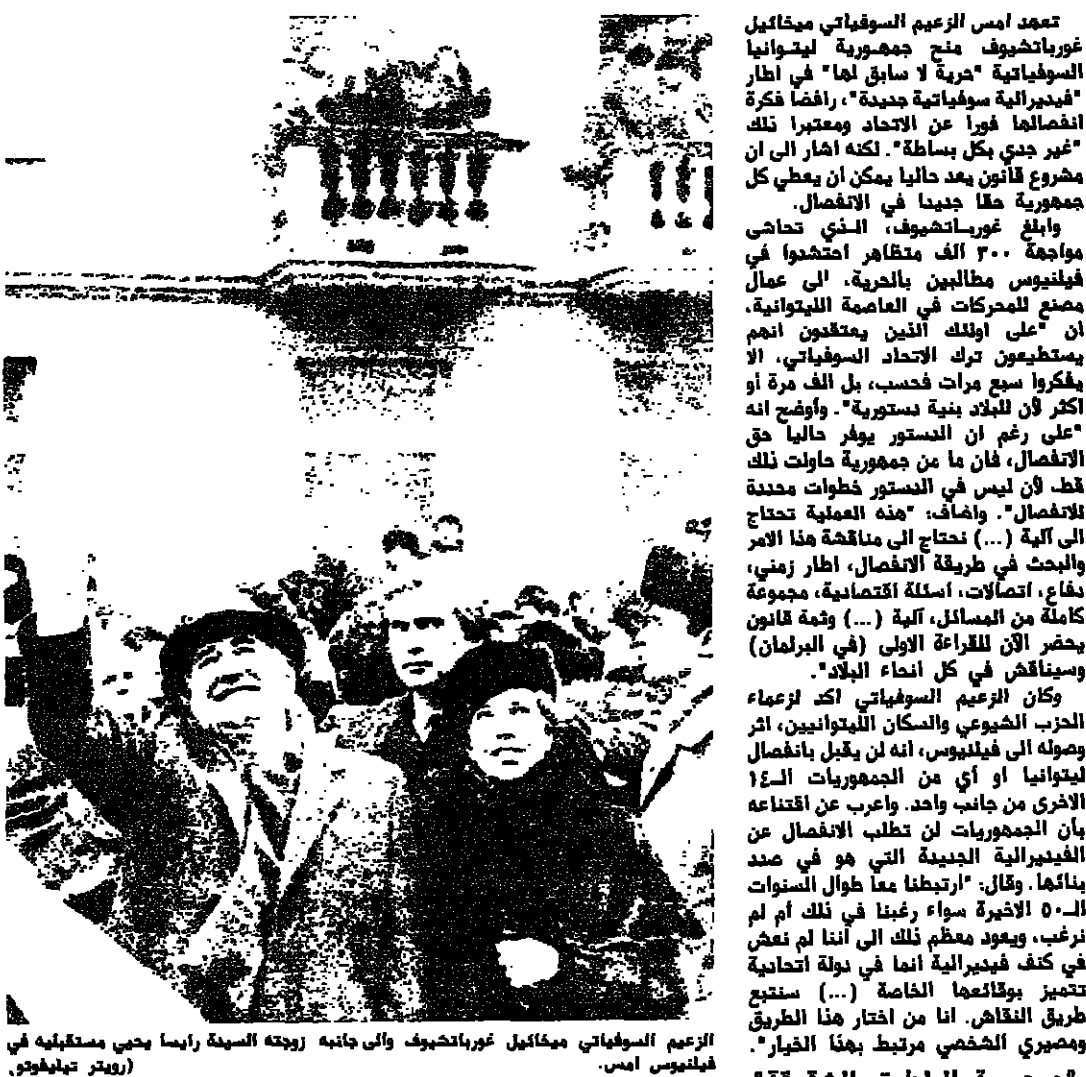 تعهد امس الزعيم السوفياتي ميخائيل
غورباتشيوف منح جمهورية ليتوانيا
السوفياتية "حرية لا سابق لها" في اطار
"فيديرالية سوفياتية جديدة"، رافضا فكرة
انفصالها فورا عن الاتحاد ومعتبرا ذلك
"غير جدي بكل بساطة". لكنه اشار الى ان
مشروع قانون يعد حاليا يمكن ان يعطي كل
جمهورية حقا جديدا في الانفصال.
وابلغ غوربـاتشيوف، الـذي تحاشى
مواجهة ٣٠٠ الف متظاهر احتشدوا في
فيلنيوس مطالبين بالحرية، الى عمال
مصنع للمحركات في العاصمة الليتوانية،
ان "على اولئك الذين يعتقدون انهم
يستطيعون ترك الاتحاد السوفياتي، الا
يفكروا سبع مرات فحسب، بل الف مرة أو
اكثر لأن للبلاد بنية دستورية". وأوضح انه
"على رغم ان الدستور يوفر حاليا حق
الانفصال، فان ما من جمهورية حاولت ذلك
قط لأن ليس في الدستور خطوات محددة
للانفصال". واضاف: "هذه العملية تحتاج
الى آلية (...) نحتاج الى مناقشة هذا الامر
والبحث في طريقة الانفصال، اطار زمني،
دفاع، اتصالات، اسئلة اقتصادية، مجموعة
كاملة من المسائل، آلية (...) وثمة قانون
يحضر الآن للقراءة الاولى (في البرلمان)
وسيناقش في كل انحاء البلاد".
وكان الزعيم السوفياتي اكد لزعماء
الحزب الشيوعي والسكان الليتوانيين، اثر
وصوله الى فيلنيوس، انه لن يقبل بانفصال
ليتوانيا او أي من الجمهوريات الـ١٤
الاخرى من جانب واحد. واعرب عن اقتناعه
بأن الجمهوريات لن تطلب الانفصال عن
الفيديرالية الجديدة التي هو في صدد
بنائها. وقال: "ارتبطنا معا طوال السنوات
الـ٥٠ الاخيرة سواء رغبنا في ذلك أم لم
نرغب، ويعود معظم ذلك الى أننا لم نعش
في كنف فيديرالية انما في دولة اتحادية
تتميز بوقائعها الخاصة (...) سنتبع
طريق النقاش. انا من اختار هذا الطريق
ومصيري الشخصي مرتبط بهذا الخيار".
الزعيم السوفياتي ميخائيل غورباتشيوف والى جانبه زوجته السيدة رايسا يحيي مستقبليه في
فيلنيوس امس. (رويتر تيليفوتو)